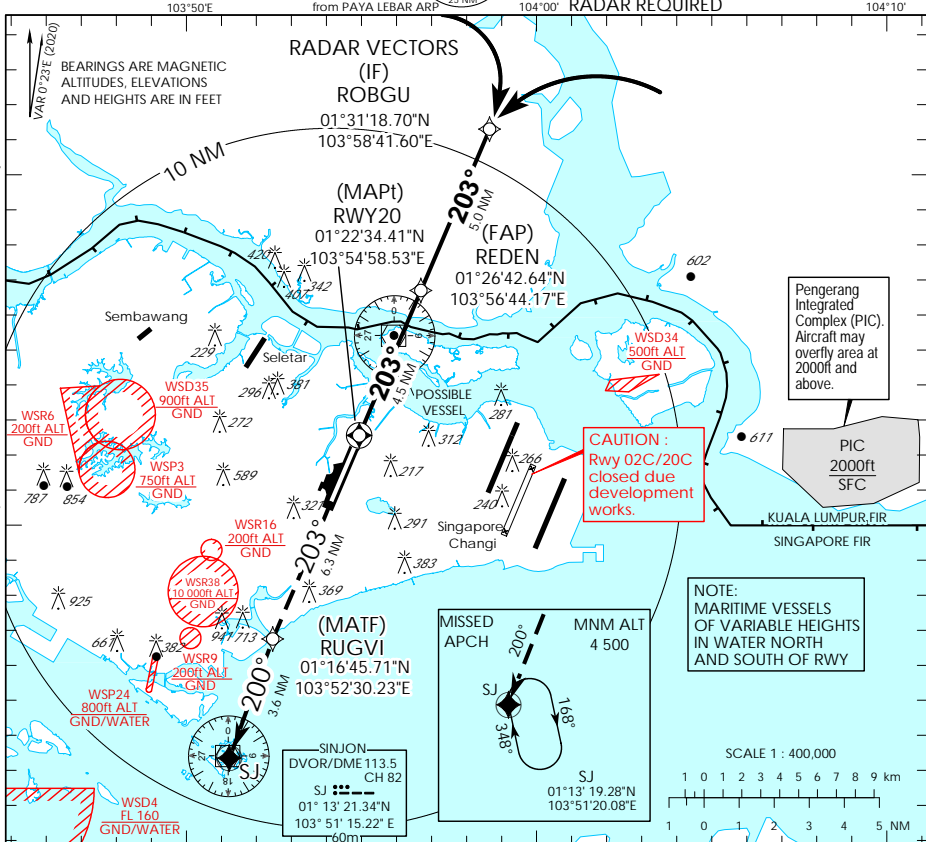 103°50'E
from PAYA LEBAR ARP
25 NM
104°00'
RADAR REQUIRED
104°10'
VAR 0°23'E (2020)
BEARINGS ARE MAGNETIC
ALTITUDES, ELEVATIONS
AND HEIGHTS ARE IN FEET
RADAR VECTORS
(IF)
ROBGU
01°31'18.70"N
103°58'41.60"E
10 NM
203°
5.0 NM
(MAPt)
RWY20
01°22'34.41"N
103°54'58.53"E
(FAP)
REDEN
01°26'42.64"N
103°56'44.17"E
420
407
342
602
Pengerang
Integrated
Complex (PIC).
Aircraft may
overfly area at
2000ft and
above.
Sembawang
229
Seletar
0
9
27
203°
4.5 NM
WSD34
500ft ALT
GND
WSD35
900ft ALT
GND
296
381
POSSIBLE
VESSEL
281
WSR6
200ft ALT
GND
272
312
611
CAUTION :
Rwy 02C/20C
closed due
development
works.
PIC
2000ft
SFC
WSP3
750ft ALT
GND
787
854
589
217
266
240
321
291
Singapore
Changi
KUALA LUMPUR FIR
SINGAPORE FIR
WSR16
200ft ALT
GND
203°
6.3 NM
383
WSR38
10 000ft ALT
GND
369
925
941
713
NOTE:
MARITIME VESSELS
OF VARIABLE HEIGHTS
IN WATER NORTH
AND SOUTH OF RWY
661
382
WSR9
200ft ALT
GND
(MATF)
RUGVI
01°16'45.71"N
103°52'30.23"E
MISSED
APCH
MNM ALT
4 500
200°
SJ
168°
348°
SJ
01°13' 19.28"N
103°51'20.08"E
WSP24
800ft ALT
GND/WATER
200°
3.6 NM
0
9
18
27
SJ
SINJON
DVOR/DME 113.5
CH 82
SJ
01° 13' 21.34"N
103° 51' 15.22" E
60m
WSD4
FL 160
GND/WATER
SCALE 1 : 400,000
1 0 1 2 3 4 5 6 7 8 9 km
1 0 1 2 3 4 5 NM